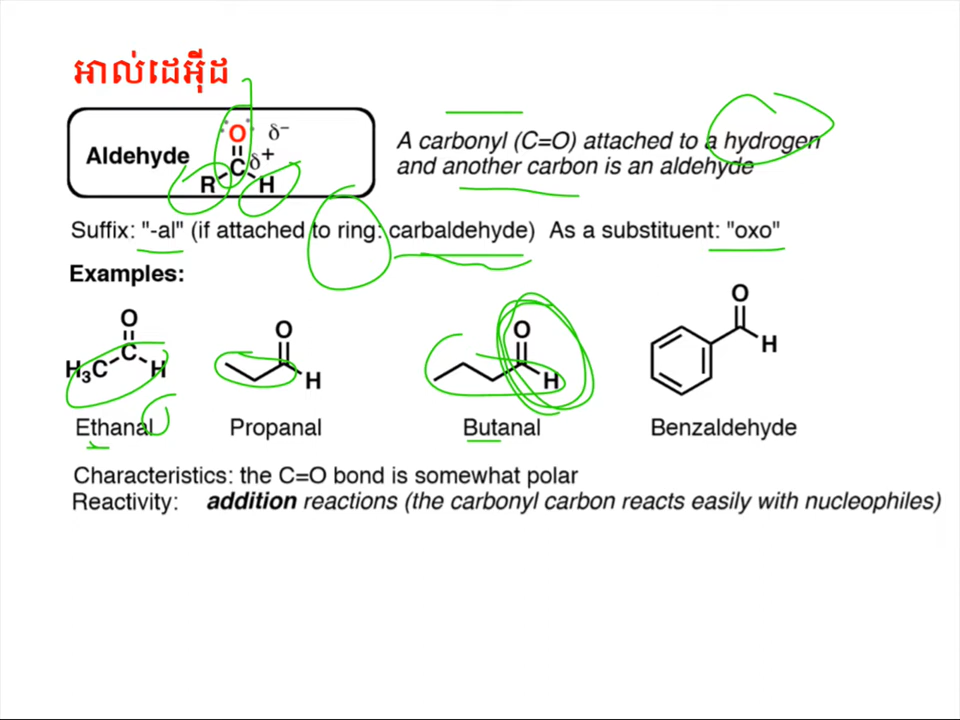 អាល់ដេអ៊ីដ
Aldehyde
O δ−
C δ+
R H
A carbonyl (C=O) attached to a hydrogen
and another carbon is an aldehyde
Suffix: "-al" (if attached to ring: carbaldehyde) As a substituent: "oxo"
Examples:
O
C
H₃C H
O
H
O
H
O
H
Ethanal Propanal Butanal Benzaldehyde
Characteristics: the C=O bond is somewhat polar
Reactivity: addition reactions (the carbonyl carbon reacts easily with nucleophiles)